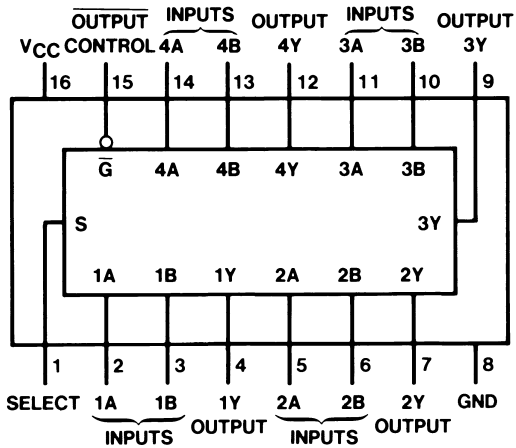 OUTPUT INPUTS OUTPUT INPUTS OUTPUT
VCC CONTROL 4A 4B 4Y 3A 3B 3Y
16 15 14 13 12 11 10 9
G 4A 4B 4Y 3A 3B
S 3Y
1A 1B 1Y 2A 2B 2Y
1 2 3 4 5 6 7 8
SELECT 1A 1B 1Y 2A 2B 2Y GND
INPUTS OUTPUT INPUTS OUTPUT